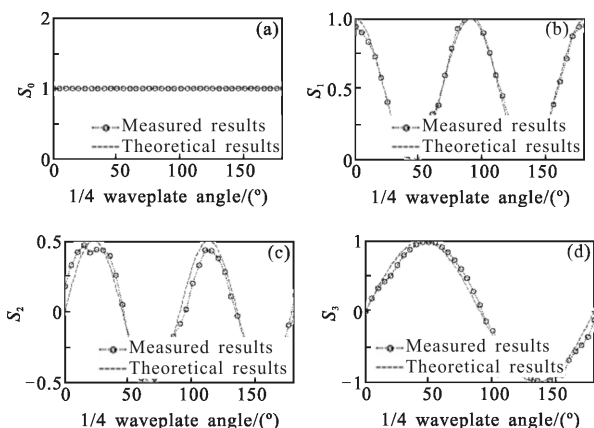 (a)
2
1
0
S0
Measured results
Theoretical results
0 50 100 150
1/4 waveplate angle/(°)
(b)
1.0
0.5
0
S1
Measured results
Theoretical results
0 50 100 150
1/4 waveplate angle/(°)
(c)
0.5
0
−0.5
S2
Measured results
Theoretical results
0 50 100 150
1/4 waveplate angle/(°)
(d)
1
0
−1
S3
Measured results
Theoretical results
0 50 100 150
1/4 waveplate angle/(°)